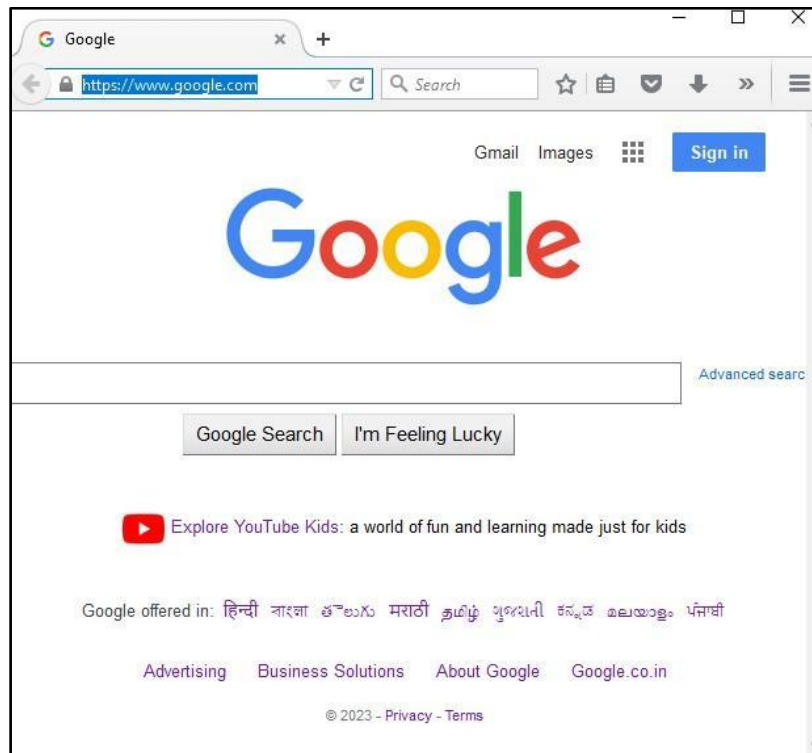 Google
https://www.google.com Search
Gmail Images Sign in
Google
Advanced searc
Google Search I'm Feeling Lucky
Explore YouTube Kids: a world of fun and learning made just for kids
Google offered in: हिन्दी বাংলা తెలుగు मराठी தமிழ் ગુજરાતી ಕನ್ನಡ മലയാളം ਪੰਜਾਬੀ
Advertising Business Solutions About Google Google.co.in
© 2023 - Privacy - Terms